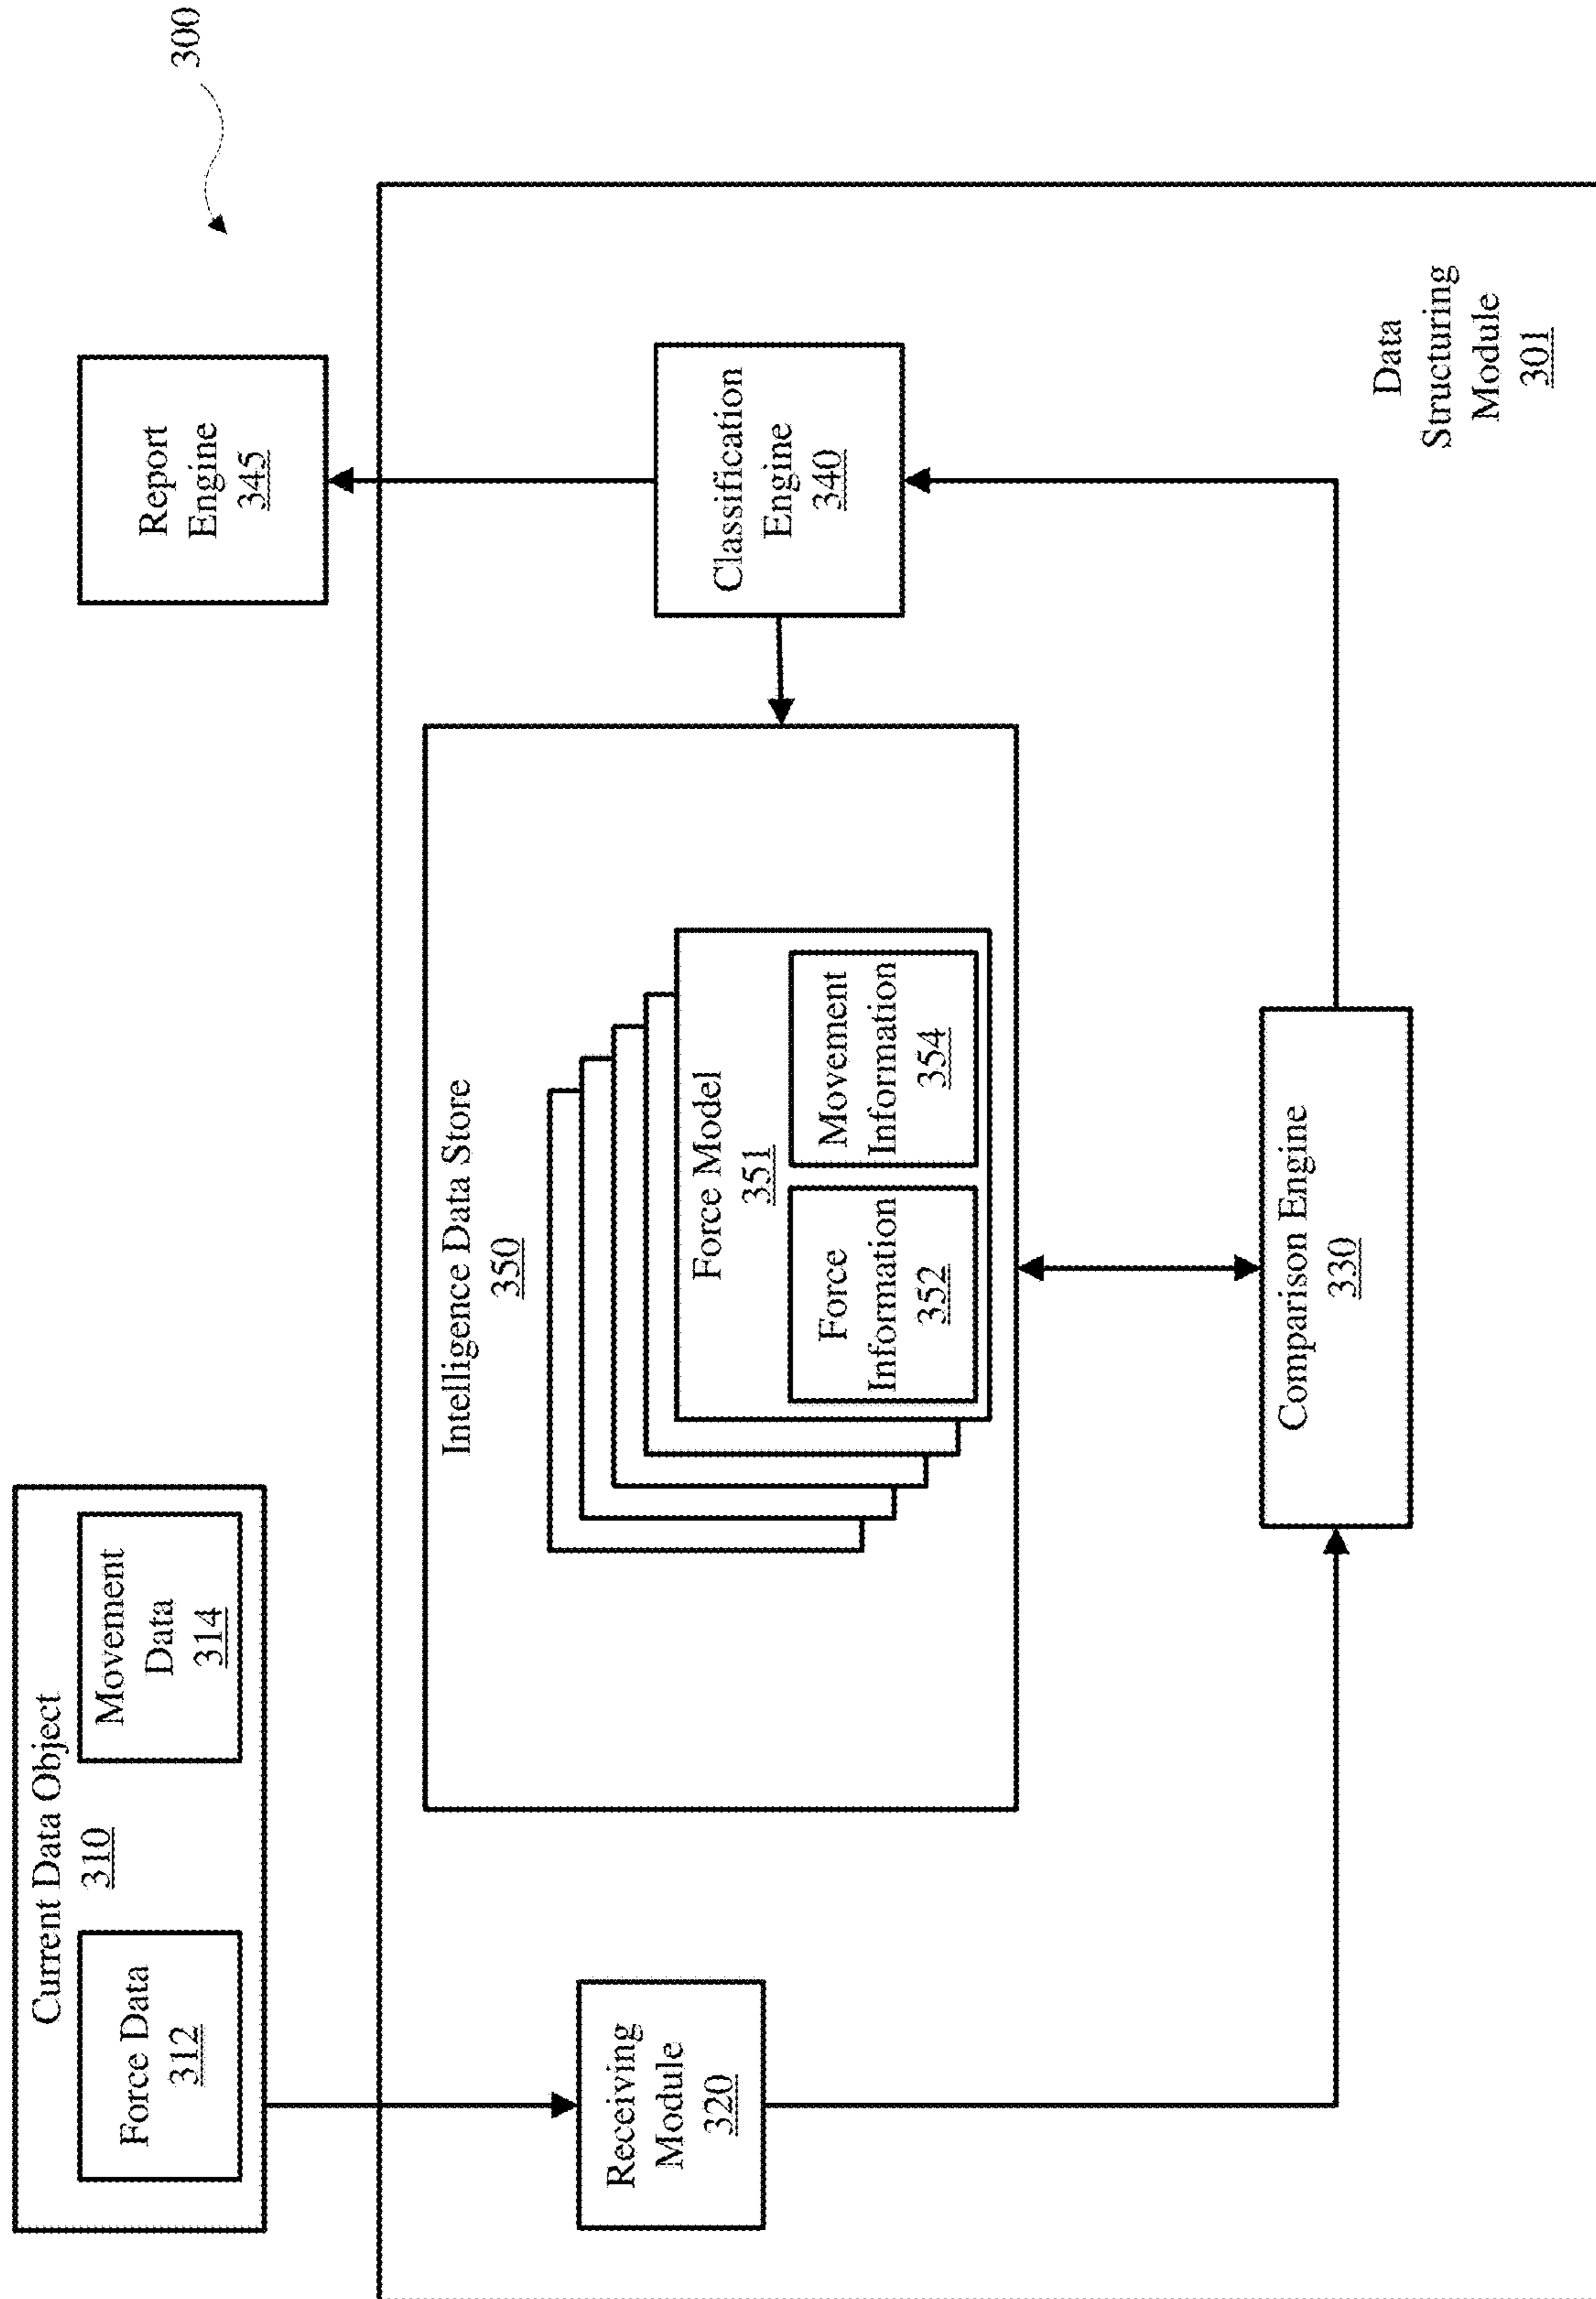 300
Current Data Object
310
Force Data
312
Movement
Data
314
Report
Engine
345
Receiving
Module
320
Intelligence Data Store
350
Force Model
351
Force
Information
352
Movement
Information
354
Classification
Engine
340
Comparison Engine
330
Data
Structuring
Module
301